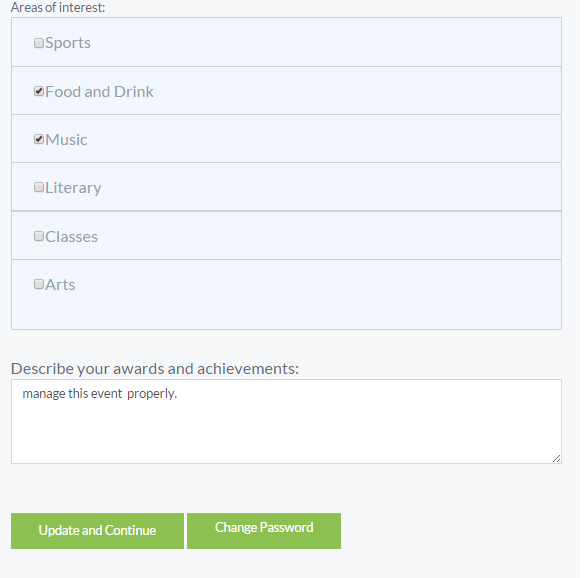 Areas of interest:
Sports
Food and Drink
Music
Literary
Classes
Arts
Describe your awards and achievements:
manage this event  properly.
Update and Continue
Change Password